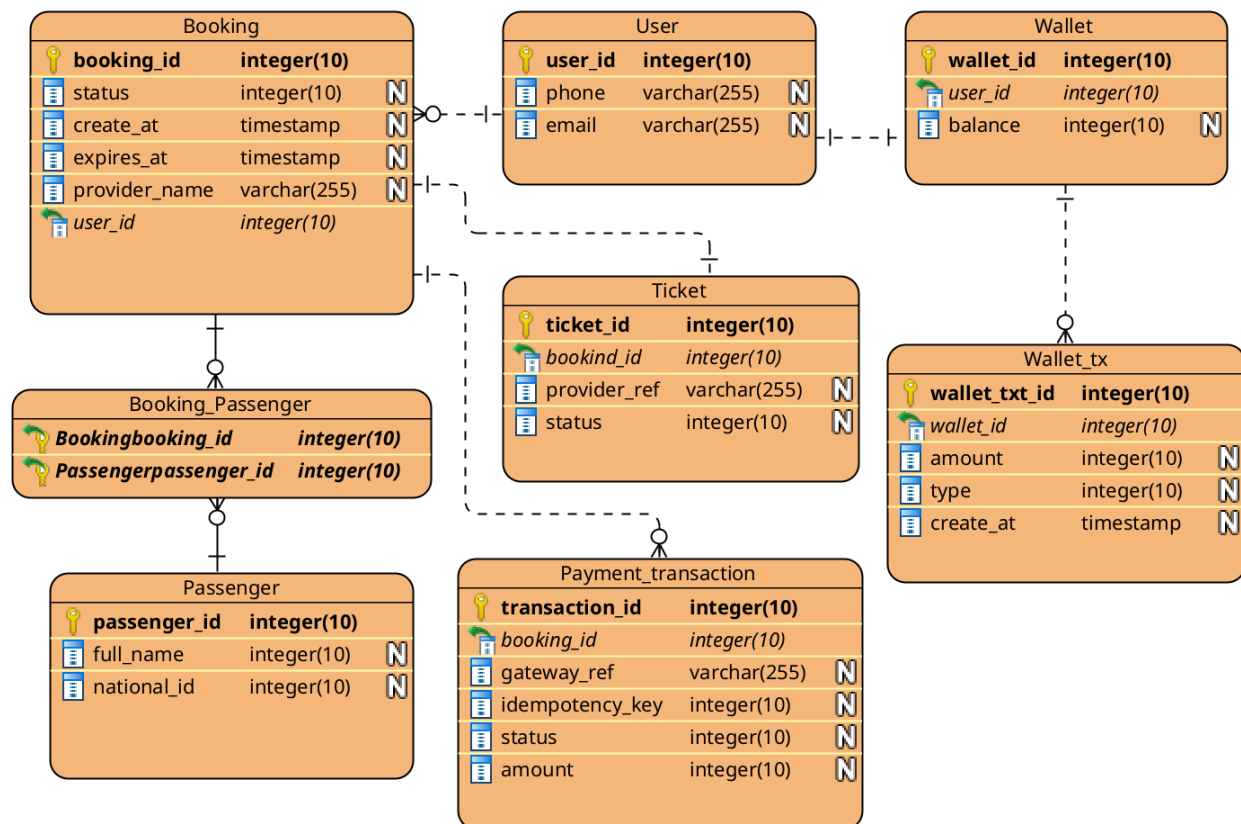 Booking
booking_id integer(10)
status integer(10) N
create_at timestamp N
expires_at timestamp N
provider_name varchar(255) N
user_id integer(10)
User
user_id integer(10)
phone varchar(255) N
email varchar(255) N
Wallet
wallet_id integer(10)
user_id integer(10)
balance integer(10) N
Ticket
ticket_id integer(10)
bookind_id integer(10)
provider_ref varchar(255) N
status integer(10) N
Wallet_tx
wallet_txt_id integer(10)
wallet_id integer(10)
amount integer(10) N
type integer(10) N
create_at timestamp N
Booking_Passenger
Bookingbooking_id integer(10)
Passengerpassenger_id integer(10)
Passenger
passenger_id integer(10)
full_name integer(10) N
national_id integer(10) N
Payment_transaction
transaction_id integer(10)
booking_id integer(10)
gateway_ref varchar(255) N
idempotency_key integer(10) N
status integer(10) N
amount integer(10) N